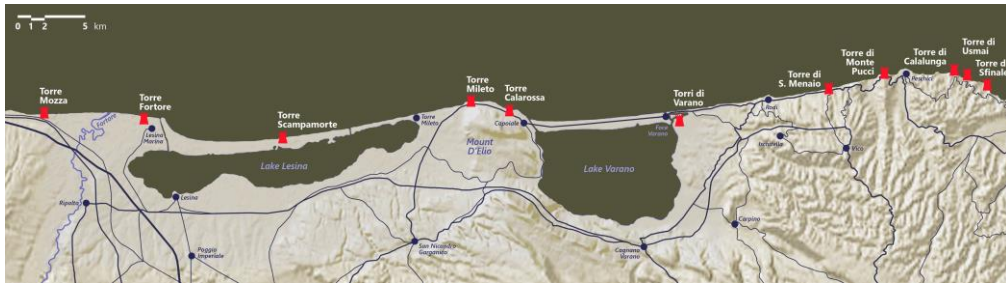 0 1 2 5 km
Torre
Mozza
Fortore
Torre
Fortore
Lesina
Marina
Ripalta
Lesina
Poggio
Imperiale
Torre
Scampamorte
Lake Lesina
Torre
Mileto
San Nicandro
Garganico
Torre
Mileto
Mount
D'Elio
Torre
Calarossa
Capoiale
Lake Varano
Foce
Varano
Torri di
Varano
Cagnano
Varano
Carpino
Rodi
Ischitella
Vico
Torre di
S. Menaio
Torre di
Monte
Pucci
Peschici
Torre di
Calalunga
Torre di
Usmai
Torre di
Sfinale